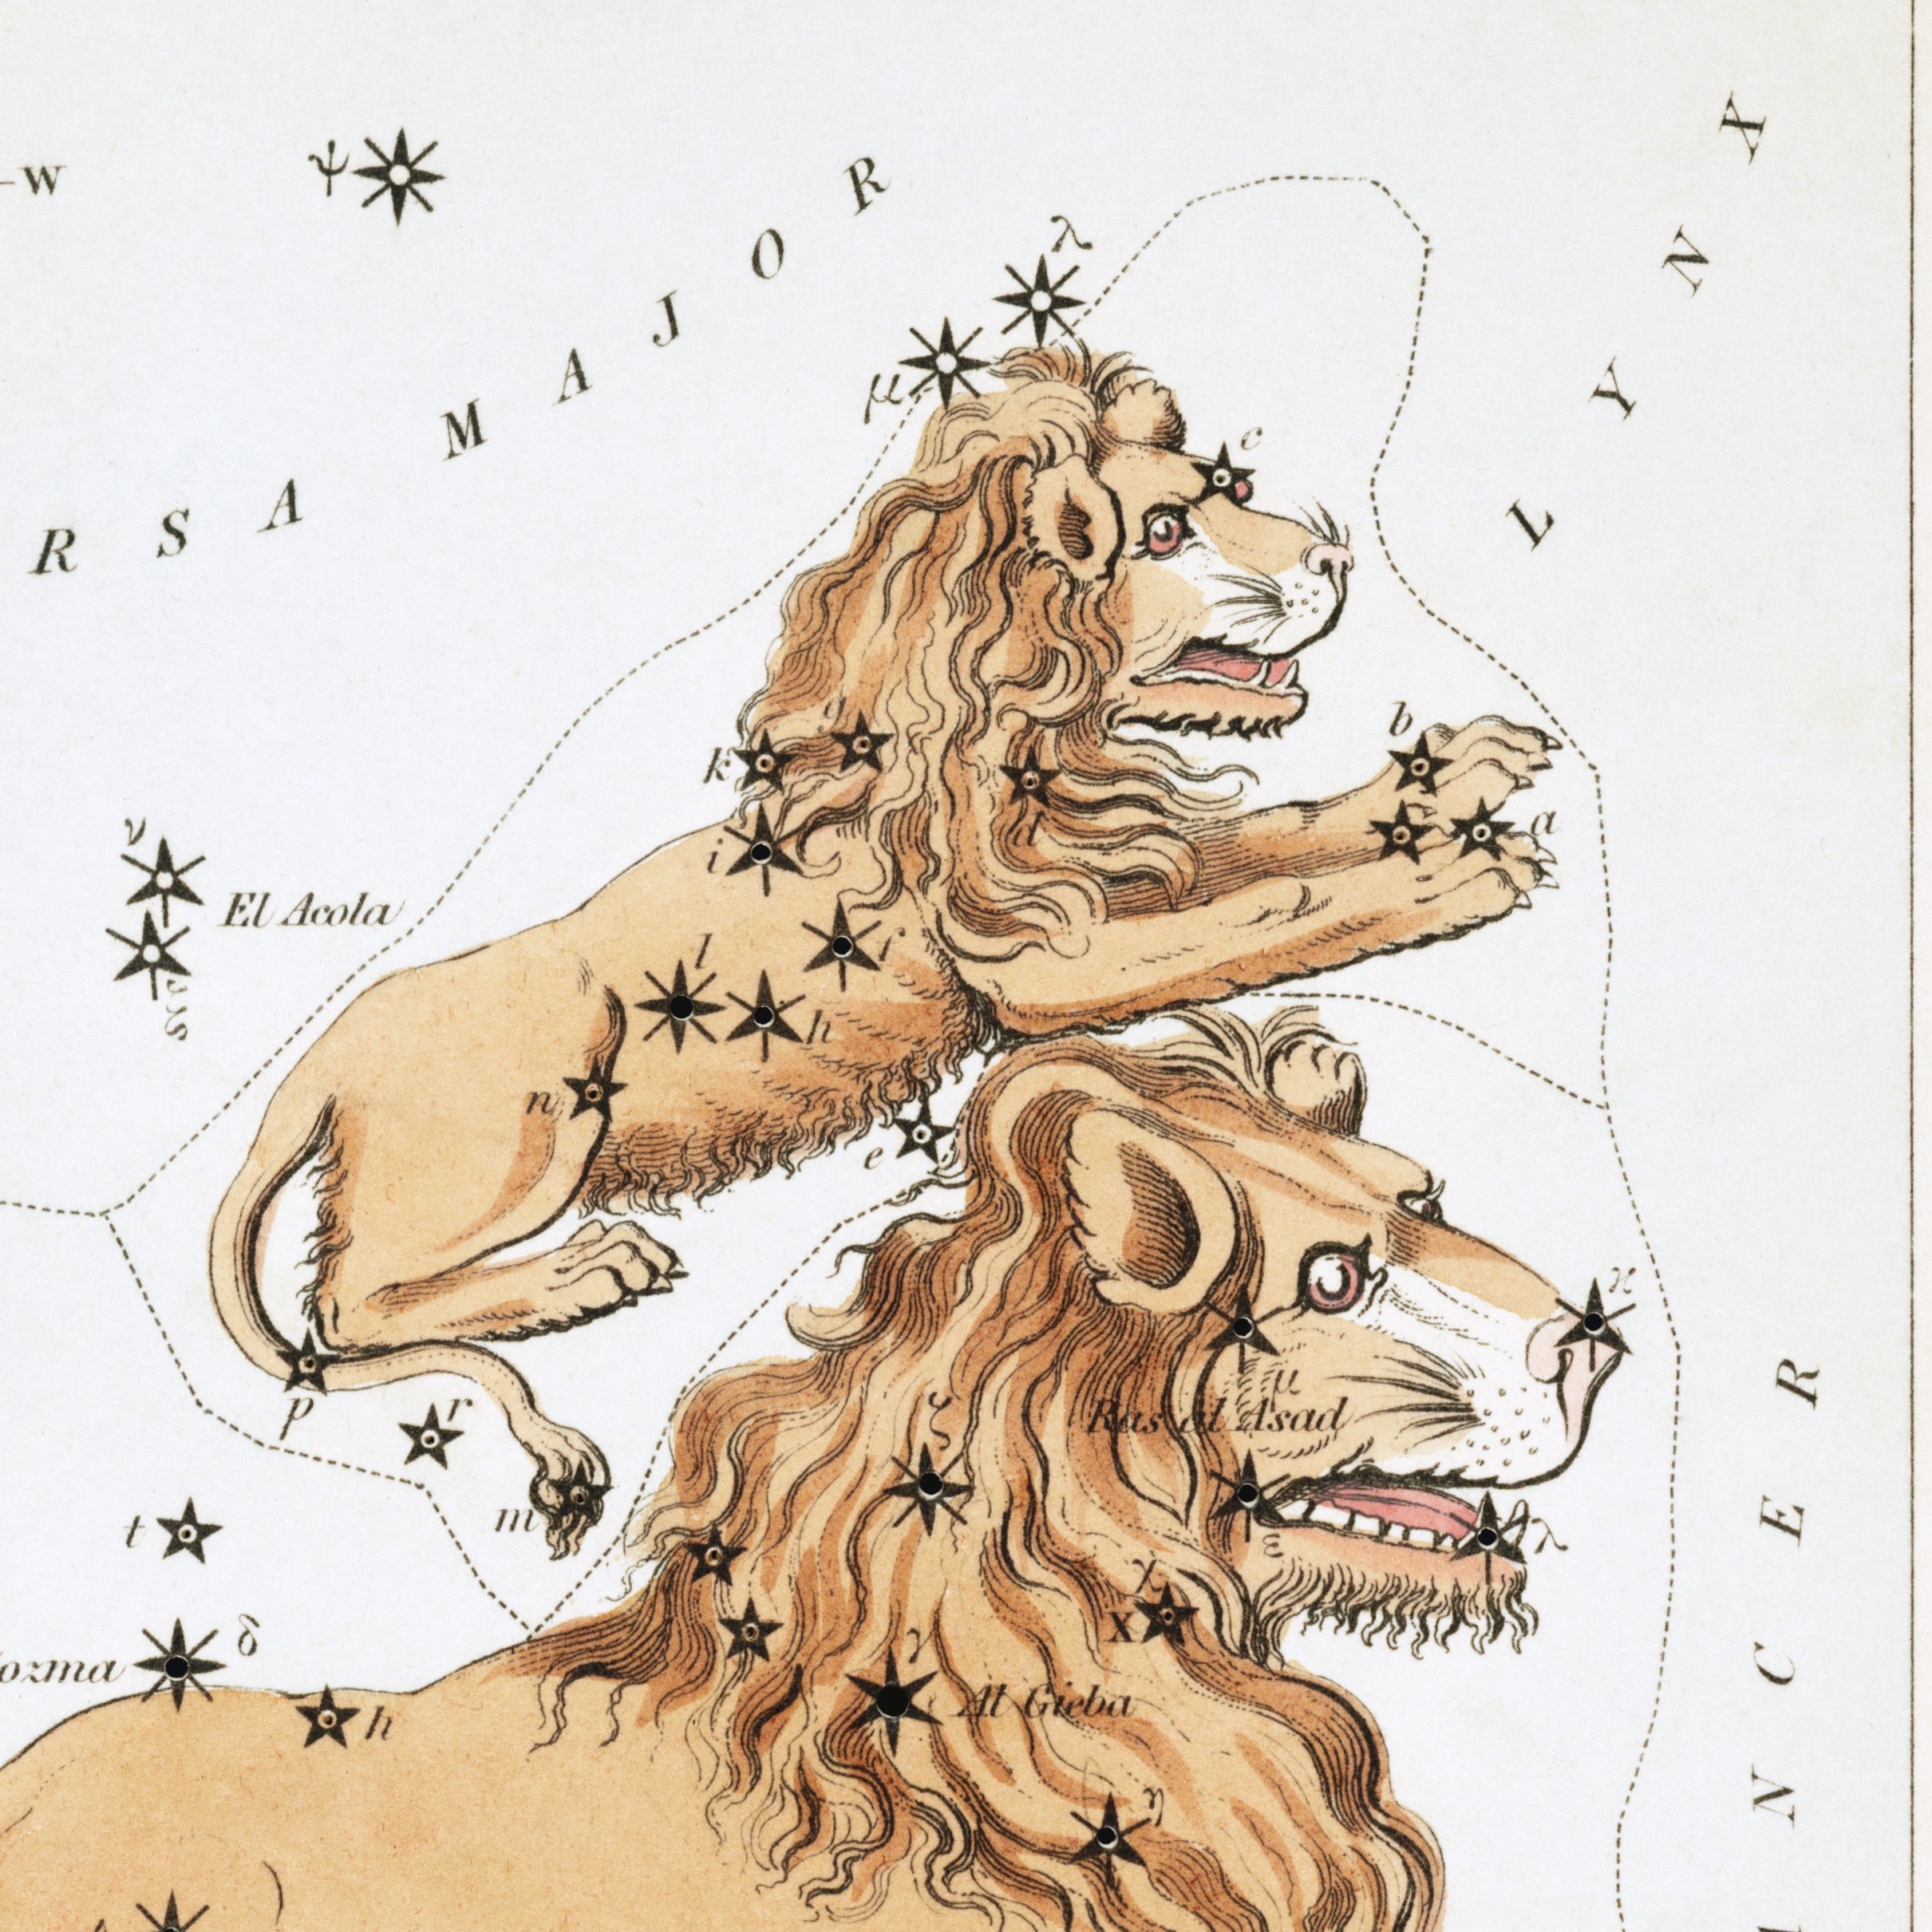 -W
ψ
URSA MAJOR
λ
μ
LYNX
c
g
k
b
d
a
i
ν
El Acola
ξ
l
f
h
n
e
κ
p
r
μ
Ras al Asad
ζ
m
t
ε
λ
χ
x
δ
Zozma
γ
Al Gieba
h
η
CANCER